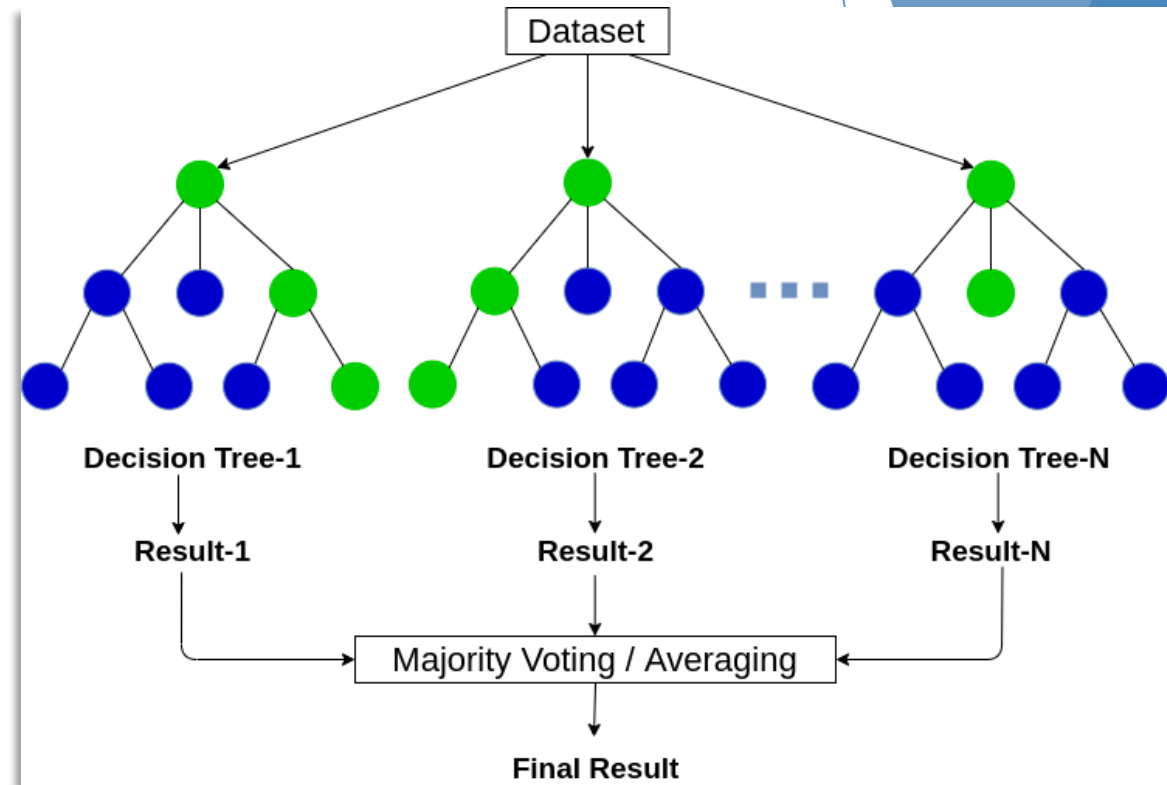 Dataset
Decision Tree-1
Decision Tree-2
Decision Tree-N
Result-1
Result-2
Result-N
Majority Voting / Averaging
Final Result